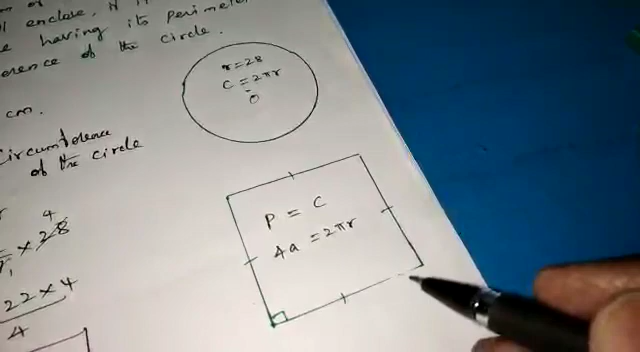 enclose, it
having its perimeter
of the circle.
cm.
Circumference
of the circle
r=28
C=2πr
P = C
4a = 2πr
4
× 28
22×4
4